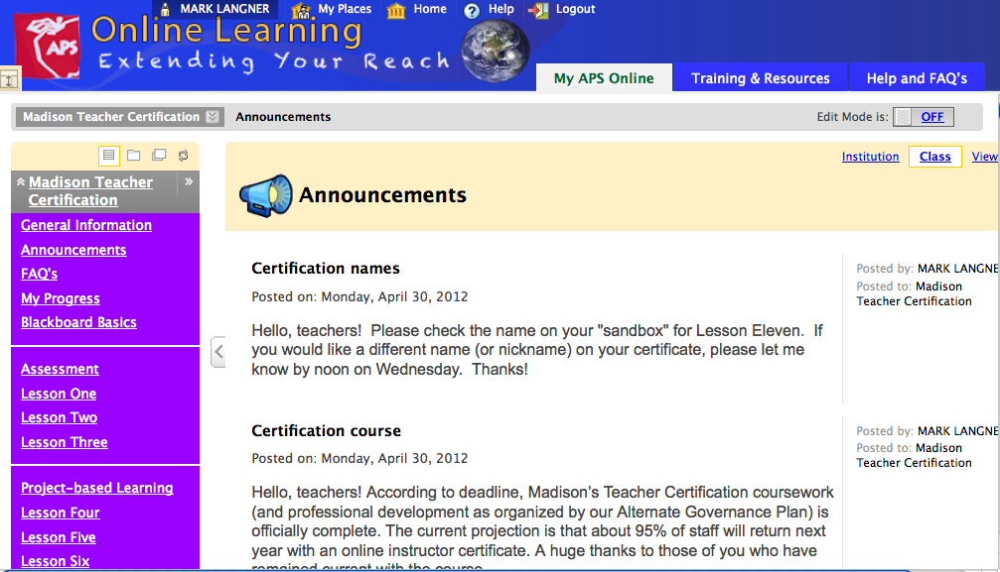 MARK LANGNER My Places Home Help Logout
APS
Online Learning
Extending Your Reach
My APS Online Training & Resources Help and FAQ's
Madison Teacher Certification Announcements Edit Mode is: OFF
Institution Class View
Madison Teacher
Certification
General Information
Announcements
FAQ's
My Progress
Blackboard Basics
Assessment
Lesson One
Lesson Two
Lesson Three
Project-based Learning
Lesson Four
Lesson Five
Lesson Six
Announcements
Certification names
Posted on: Monday, April 30, 2012
Hello, teachers!  Please check the name on your "sandbox" for Lesson Eleven.  If
you would like a different name (or nickname) on your certificate, please let me
know by noon on Wednesday.  Thanks!
Posted by: MARK LANGNE
Posted to: Madison
Teacher Certification
Certification course
Posted on: Monday, April 30, 2012
Hello, teachers! According to deadline, Madison’s Teacher Certification coursework
(and professional development as organized by our Alternate Governance Plan) is
officially complete. The current projection is that about 95% of staff will return next
year with an online instructor certificate. A huge thanks to those of you who have
remained current with the course
Posted by: MARK LANGNE
Posted to: Madison
Teacher Certification